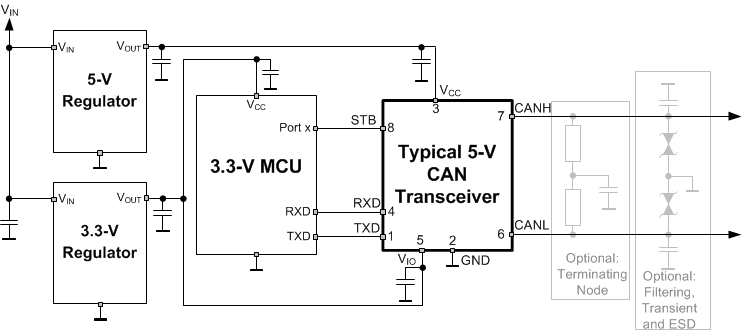 VIN
VIN
VOUT
5-V
Regulator
VIN
VOUT
3.3-V
Regulator
VCC
Port x
3.3-V MCU
RXD
TXD
STB
RXD
TXD
VCC
3
8
Typical 5-V
CAN
Transceiver
4
1
7
6
5
2
VIO
GND
CANH
CANL
Optional:
Terminating
Node
Optional:
Filtering,
Transient
and ESD